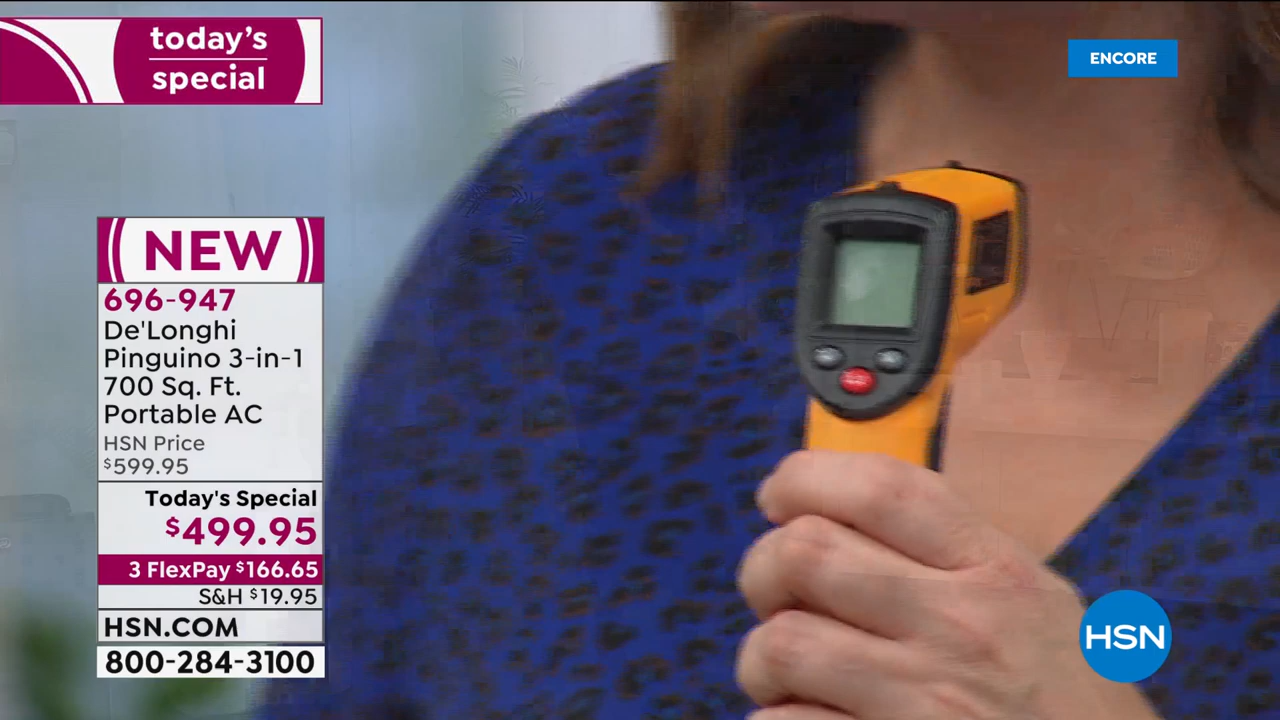 today's
special
ENCORE
NEW
696-947
De'Longhi
Pinguino 3-in-1
700 Sq. Ft.
Portable AC
HSN Price
$599.95
Today's Special
$499.95
3 FlexPay $166.65
S&H $19.95
HSN.COM
800-284-3100
HSN